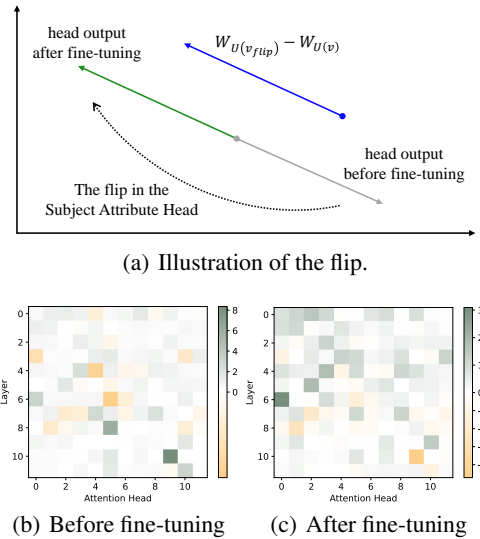 head output
after fine-tuning
W_{U(v_{flip})} − W_{U(v)}
head output
before fine-tuning
The flip in the
Subject Attribute Head
(a) Illustration of the flip.
0
2
4
6
8
10
Layer
0 2 4 6 8 10
Attention Head
8
6
4
2
0
0
2
4
6
8
10
Layer
0 2 4 6 8 10
Attention Head
(b) Before fine-tuning
(c) After fine-tuning